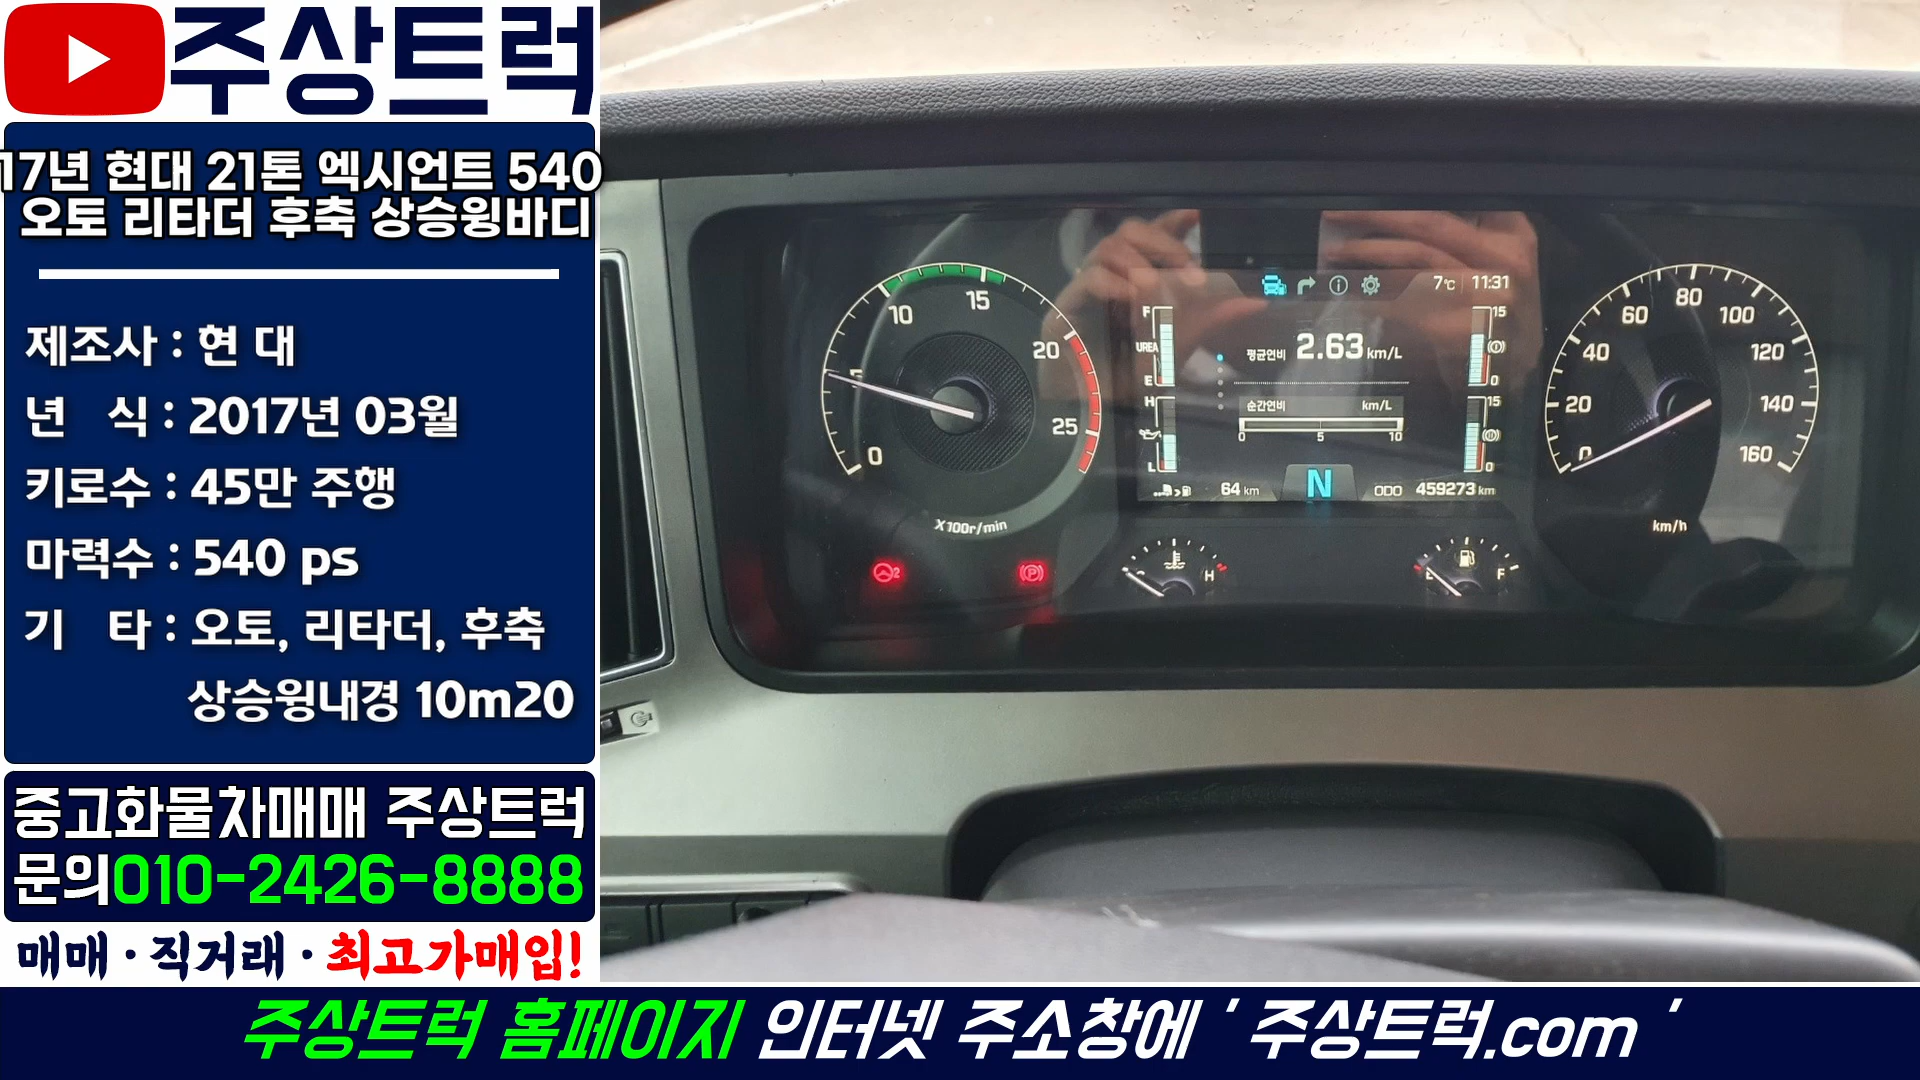 주상트럭
17년 현대 21톤 엑시언트 540
오토 리타더 후축 상승윙바디
제조사 : 현 대
년 식 : 2017년 03월
키로수 : 45만 주행
마력수 : 540 ps
기 타 : 오토, 리타더, 후축
상승윙내경 10m20
중고화물차매매 주상트럭
문의010-2426-8888
매매 · 직거래 · 최고가매입!
0 5 10 15 20 25
X100r/min
7℃ 11:31
F
UREA
E
H
L
평균연비 2.63 km/L
순간연비 km/L
0 5 10
15
0
15
0
64 km
N
ODO 459273 km
H
E F
0 20 40 60 80 100 120 140 160
km/h
주상트럭 홈페이지 인터넷 주소창에 ' 주상트럭.com '